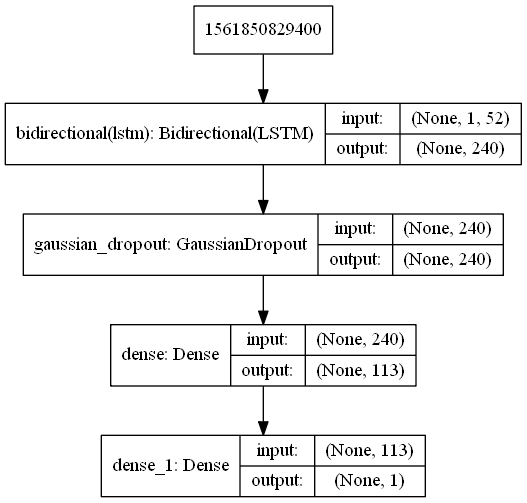 1561850829400
bidirectional(lstm): Bidirectional(LSTM)
input: (None, 1, 52)
output: (None, 240)
gaussian_dropout: GaussianDropout
input: (None, 240)
output: (None, 240)
dense: Dense
input: (None, 240)
output: (None, 113)
dense_1: Dense
input: (None, 113)
output: (None, 1)